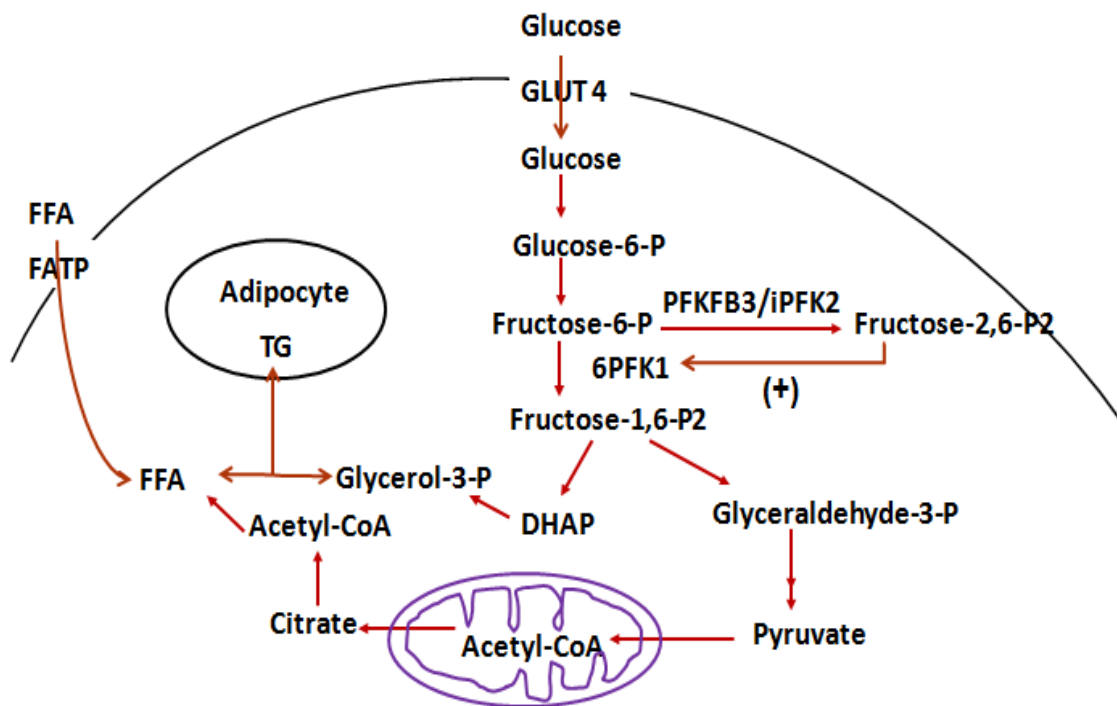 Glucose
GLUT 4
Glucose
FFA
FATP
Glucose-6-P
Adipocyte
TG
PFKFB3/iPFK2
Fructose-6-P
Fructose-2,6-P2
6PFK1
(+)
Fructose-1,6-P2
FFA
Glycerol-3-P
Acetyl-CoA
DHAP
Glyceraldehyde-3-P
Citrate
Acetyl-CoA
Pyruvate